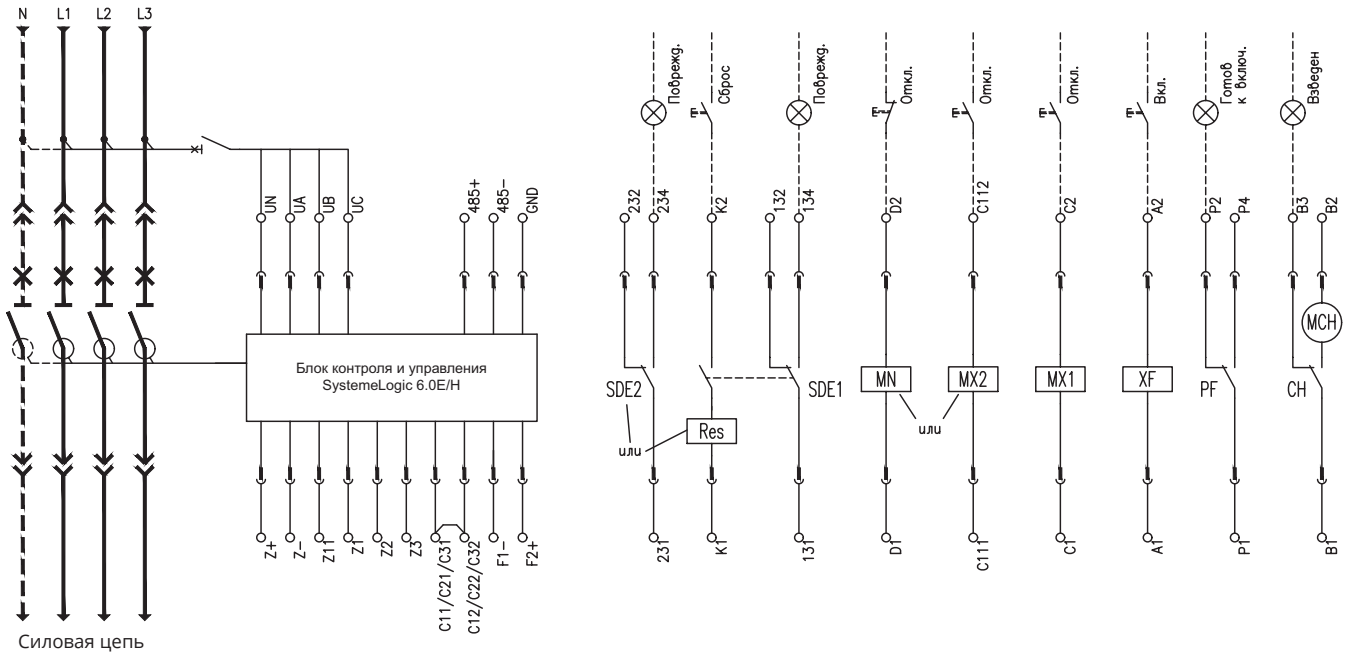 N L1 L2 L3
Поврежд.
Сброс
Поврежд.
Откл.
Откл.
Откл.
Вкл.
Готов
к включ.
Взведен
UN UA UB UC 485+ 485- GND
232 234 K2 132 134 D2 C112 C2 A2 P2 P4 B3 B2
MCH
Блок контроля и управления
SystemeLogic 6.0E/H
SDE2
SDE1
MN
MX2
MX1
XF
PF
CH
или
Res
или
Z+ Z- Z11 Z1 Z2 Z3 C11/C21/C31 C12/C22/C32 F1- F2+
231 K1 131 D1 C111 C1 A1 P1 B1
Силовая цепь